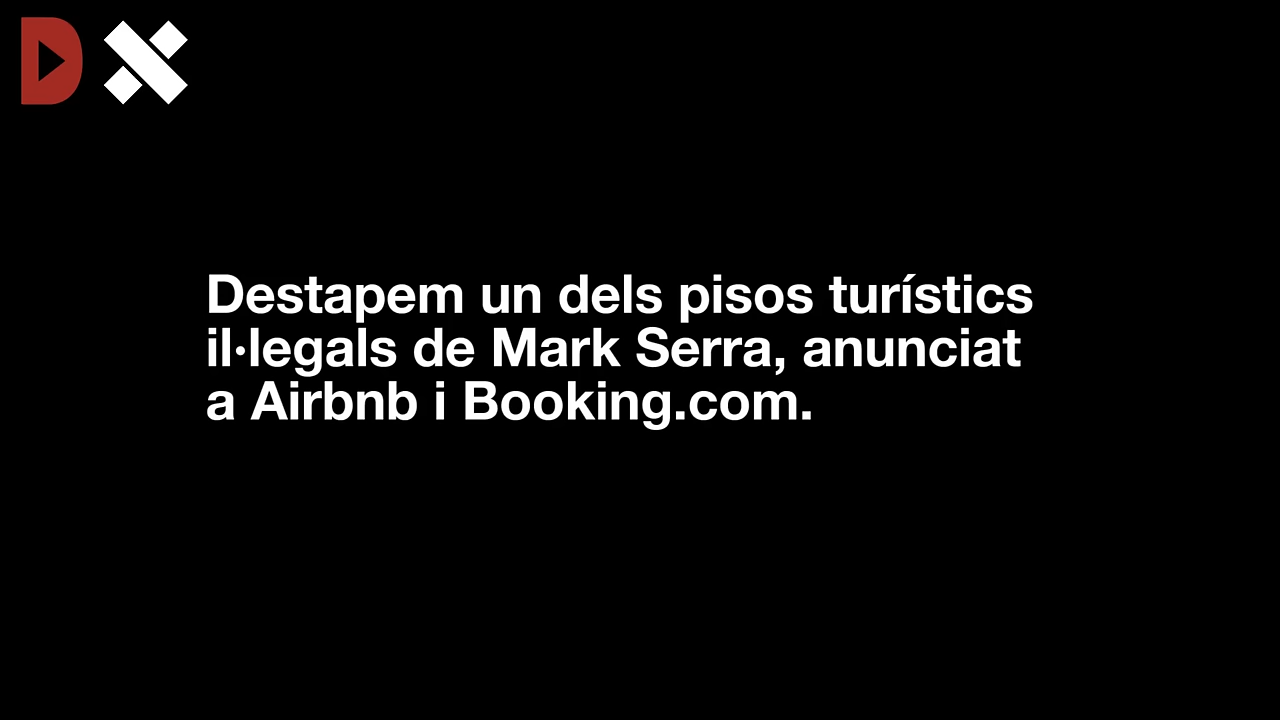 Destapem un dels pisos turístics
il·legals de Mark Serra, anunciat
a Airbnb i Booking.com.